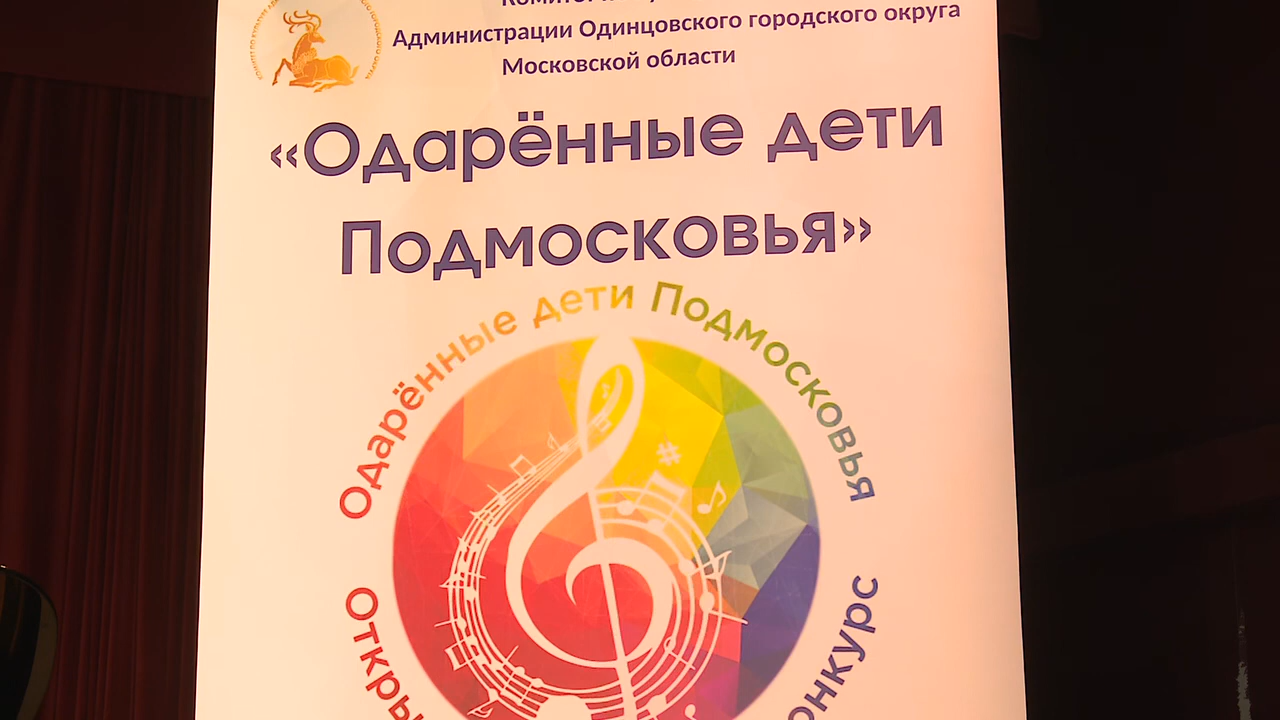 Администрации Одинцовского городского округа
Московской области
«Одарённые дети
Подмосковья»
Одарённые дети Подмосковья